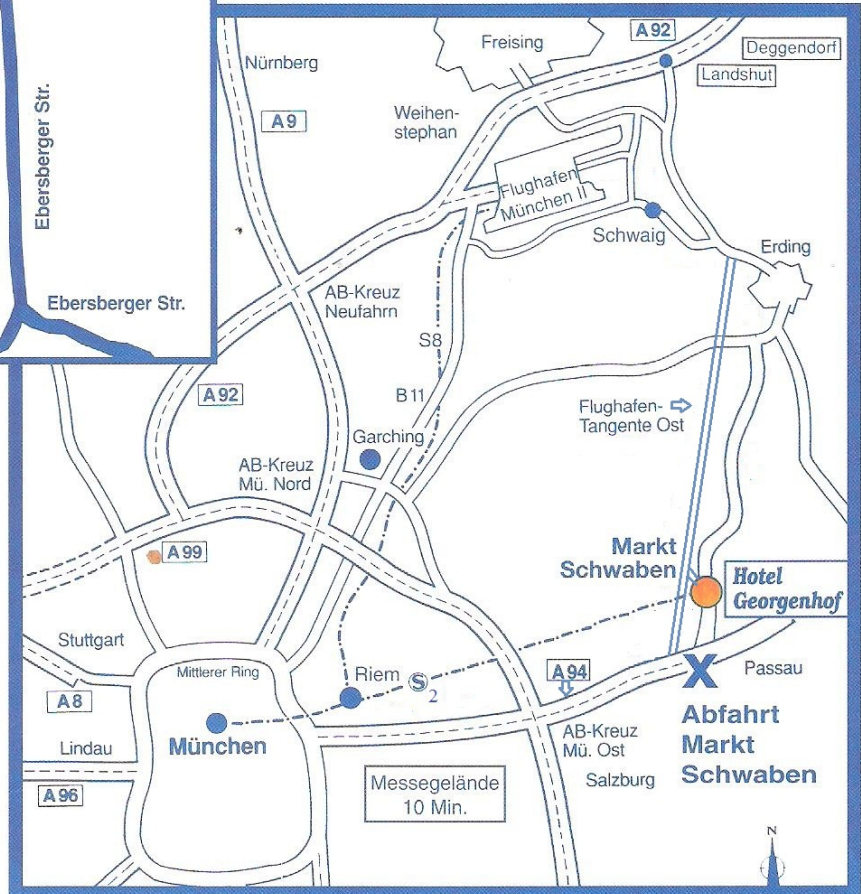 Ebersberger Str.
Ebersberger Str.
Freising
A 92
Deggendorf
Landshut
Nürnberg
A 9
Weihen-
stephan
Flughafen
München II
Schwaig
Erding
AB-Kreuz
Neufahrn
S8
B 11
A 92
Flughafen-
Tangente Ost
Garching
AB-Kreuz
Mü. Nord
A 99
Markt
Schwaben
Hotel
Georgenhof
Stuttgart
A 8
Mittlerer Ring
Riem
S
2
A 94
X
Passau
Lindau
München
AB-Kreuz
Mü. Ost
Abfahrt
Markt
Schwaben
A 96
Messegelände
10 Min.
Salzburg
N